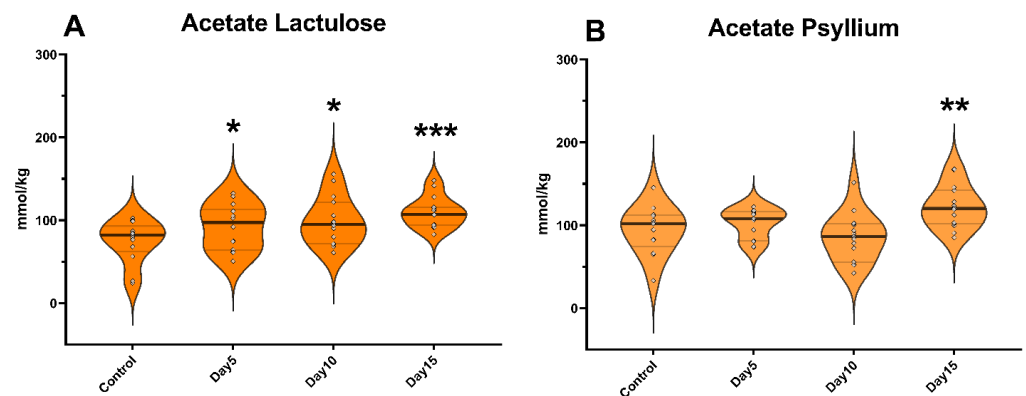 A
Acetate Lactulose
mmol/kg
300
200
100
0
*
*
***
Control
Day5
Day10
Day15
B
Acetate Psyllium
mmol/kg
300
200
100
0
**
Control
Day5
Day10
Day15